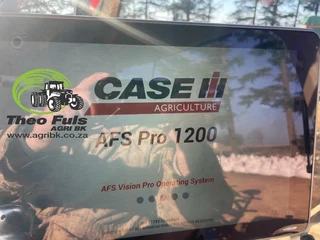 CASE IH
AGRICULTURE
Theo Fuls
AGRI BK
www.agribk.co.za
AFS Pro 1200
AFS Vision Pro Operating System